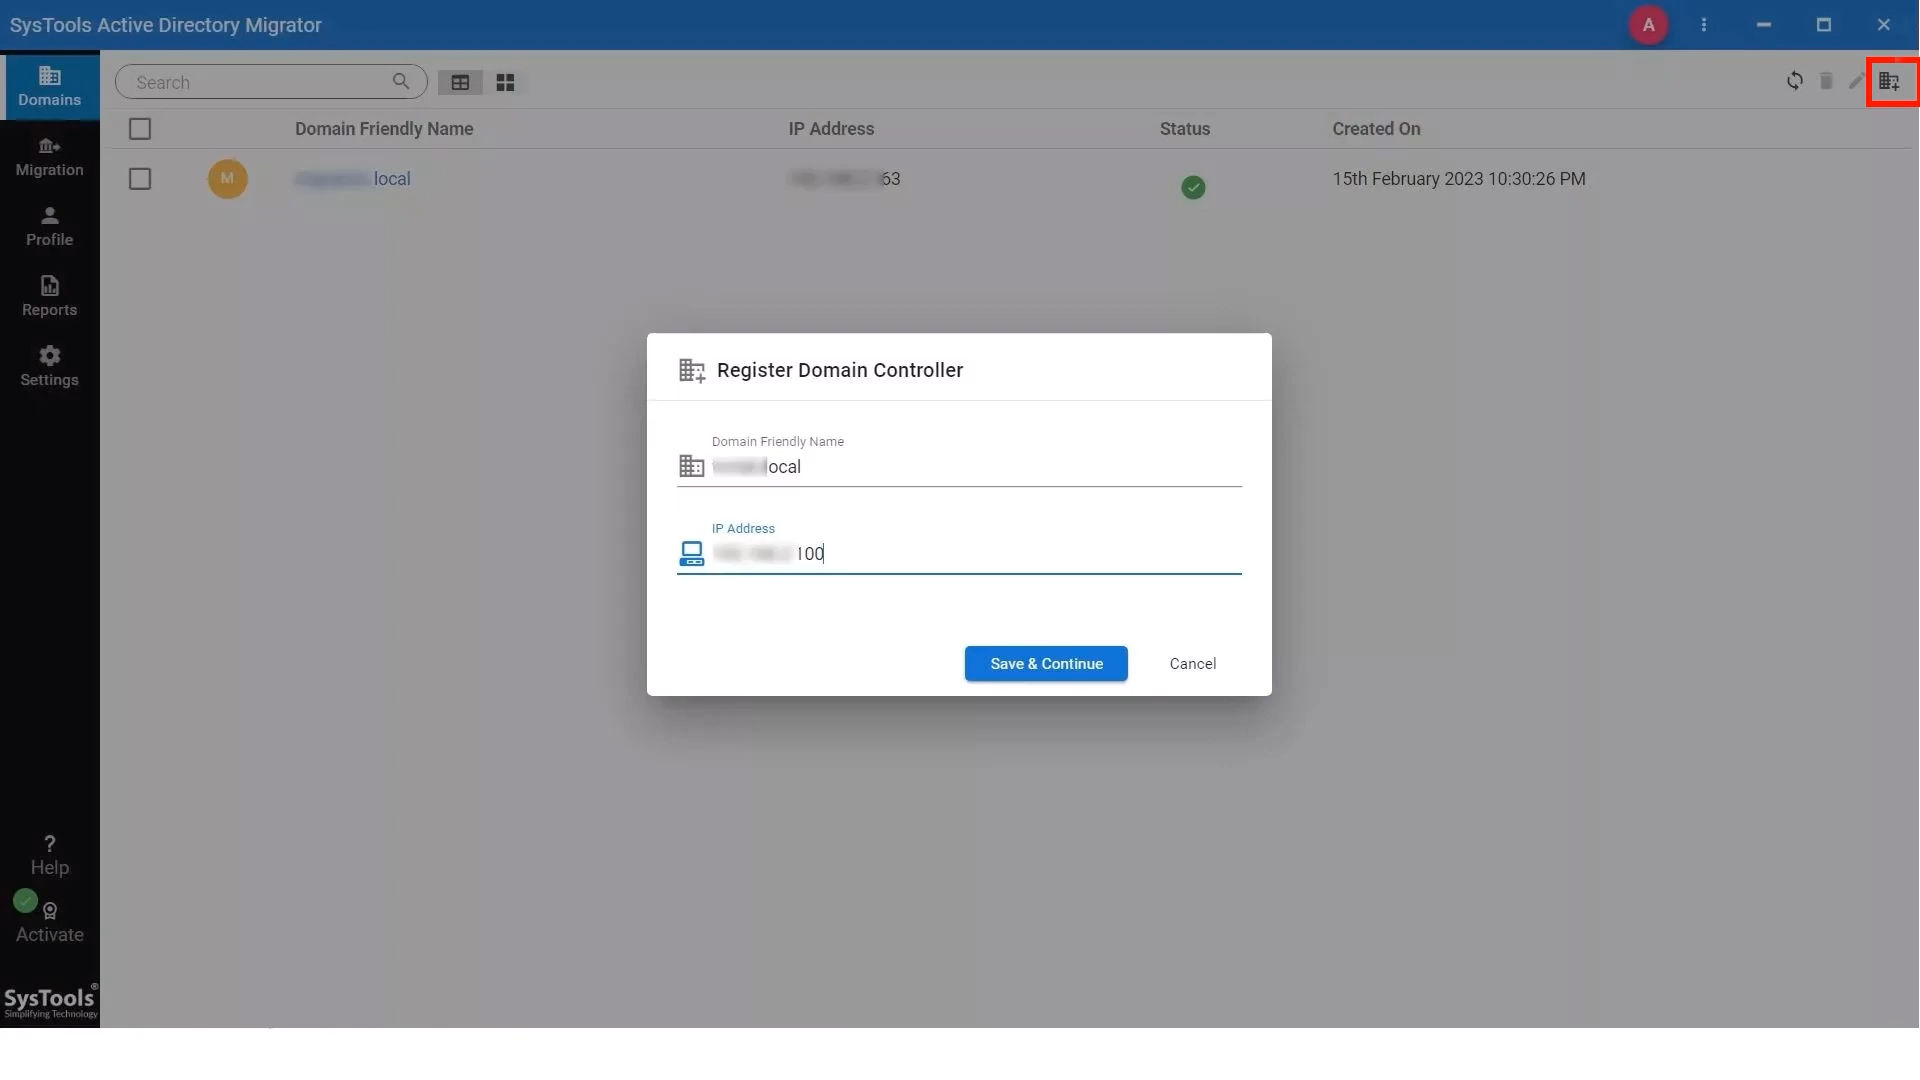 SysTools Active Directory Migrator
A
Domains
Search
Domain Friendly Name IP Address Status Created On
M local 63 15th February 2023 10:30:26 PM
Migration
Profile
Reports
Settings
Register Domain Controller
Domain Friendly Name
ocal
IP Address
100
Save & Continue Cancel
?
Help
Activate
SysTools®
Simplifying Technology